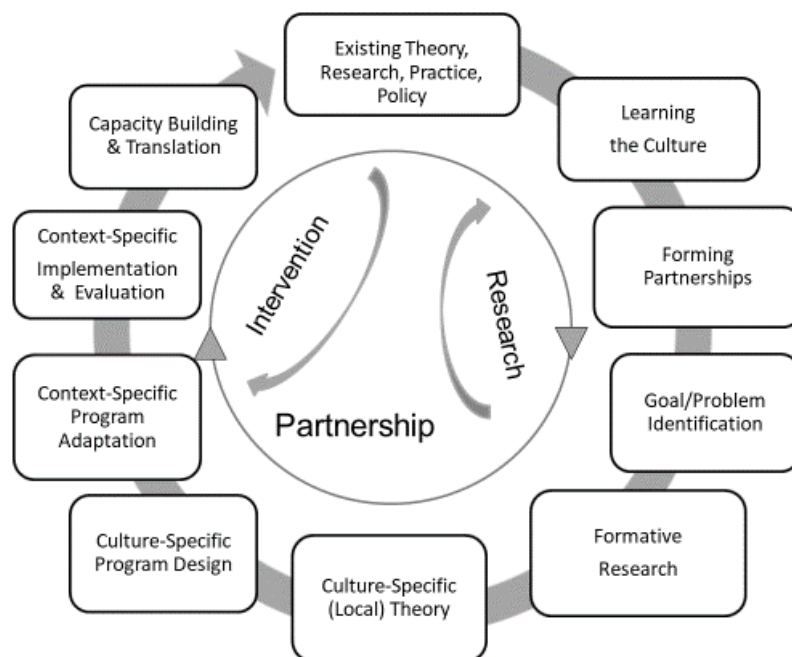 Existing Theory,
Research, Practice,
Policy
Learning
the Culture
Forming
Partnerships
Goal/Problem
Identification
Formative
Research
Culture-Specific
(Local) Theory
Culture-Specific
Program Design
Context-Specific
Program
Adaptation
Context-Specific
Implementation
& Evaluation
Capacity Building
& Translation
Intervention
Research
Partnership